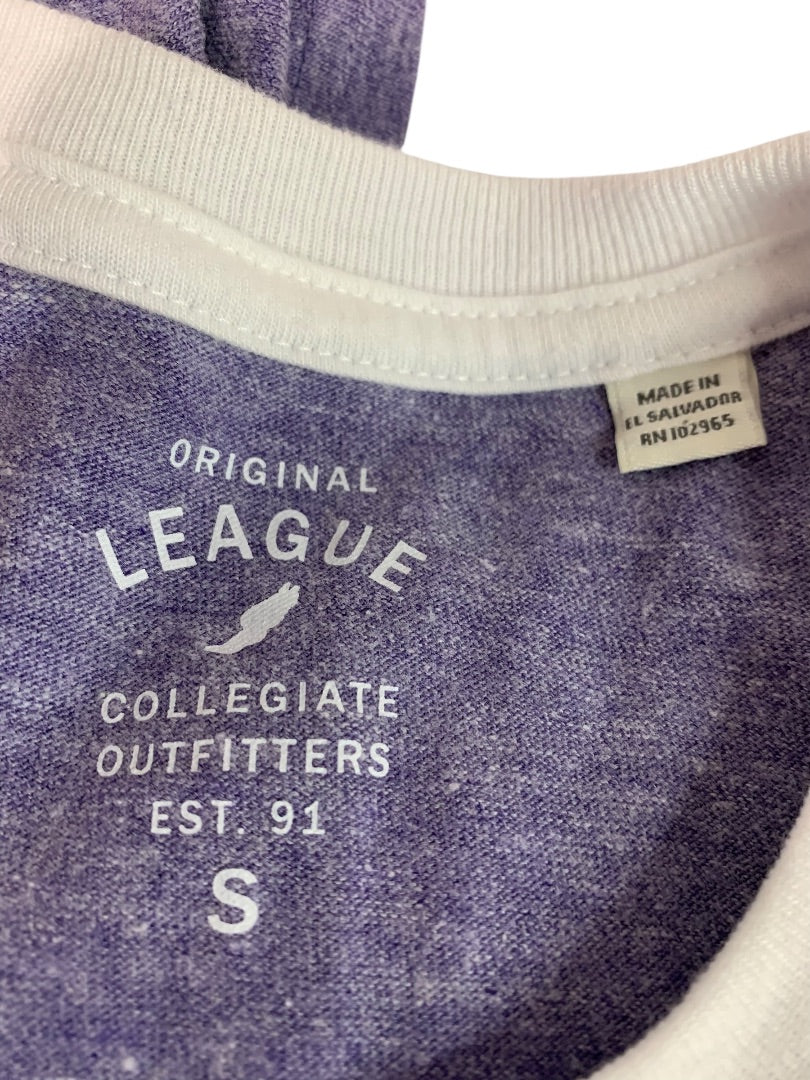 MADE IN
EL SALVADOR
RN 102965
ORIGINAL
LEAGUE
COLLEGIATE
OUTFITTERS
EST. 91
S